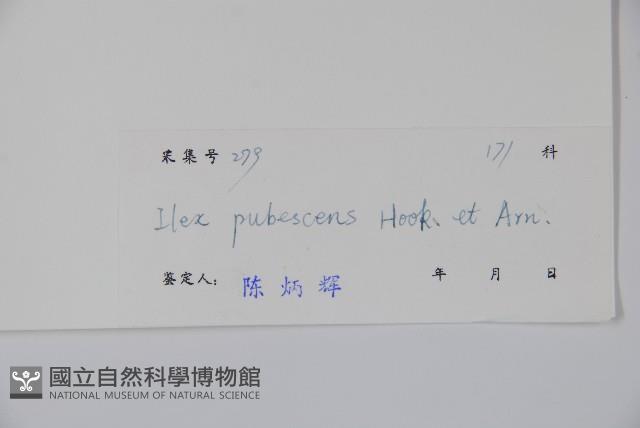 采集号 279 171 科
Ilex pubescens Hook. et Arn.
鉴定人: 陈炳辉 年 月 日
國立自然科學博物館
NATIONAL MUSEUM OF NATURAL SCIENCE